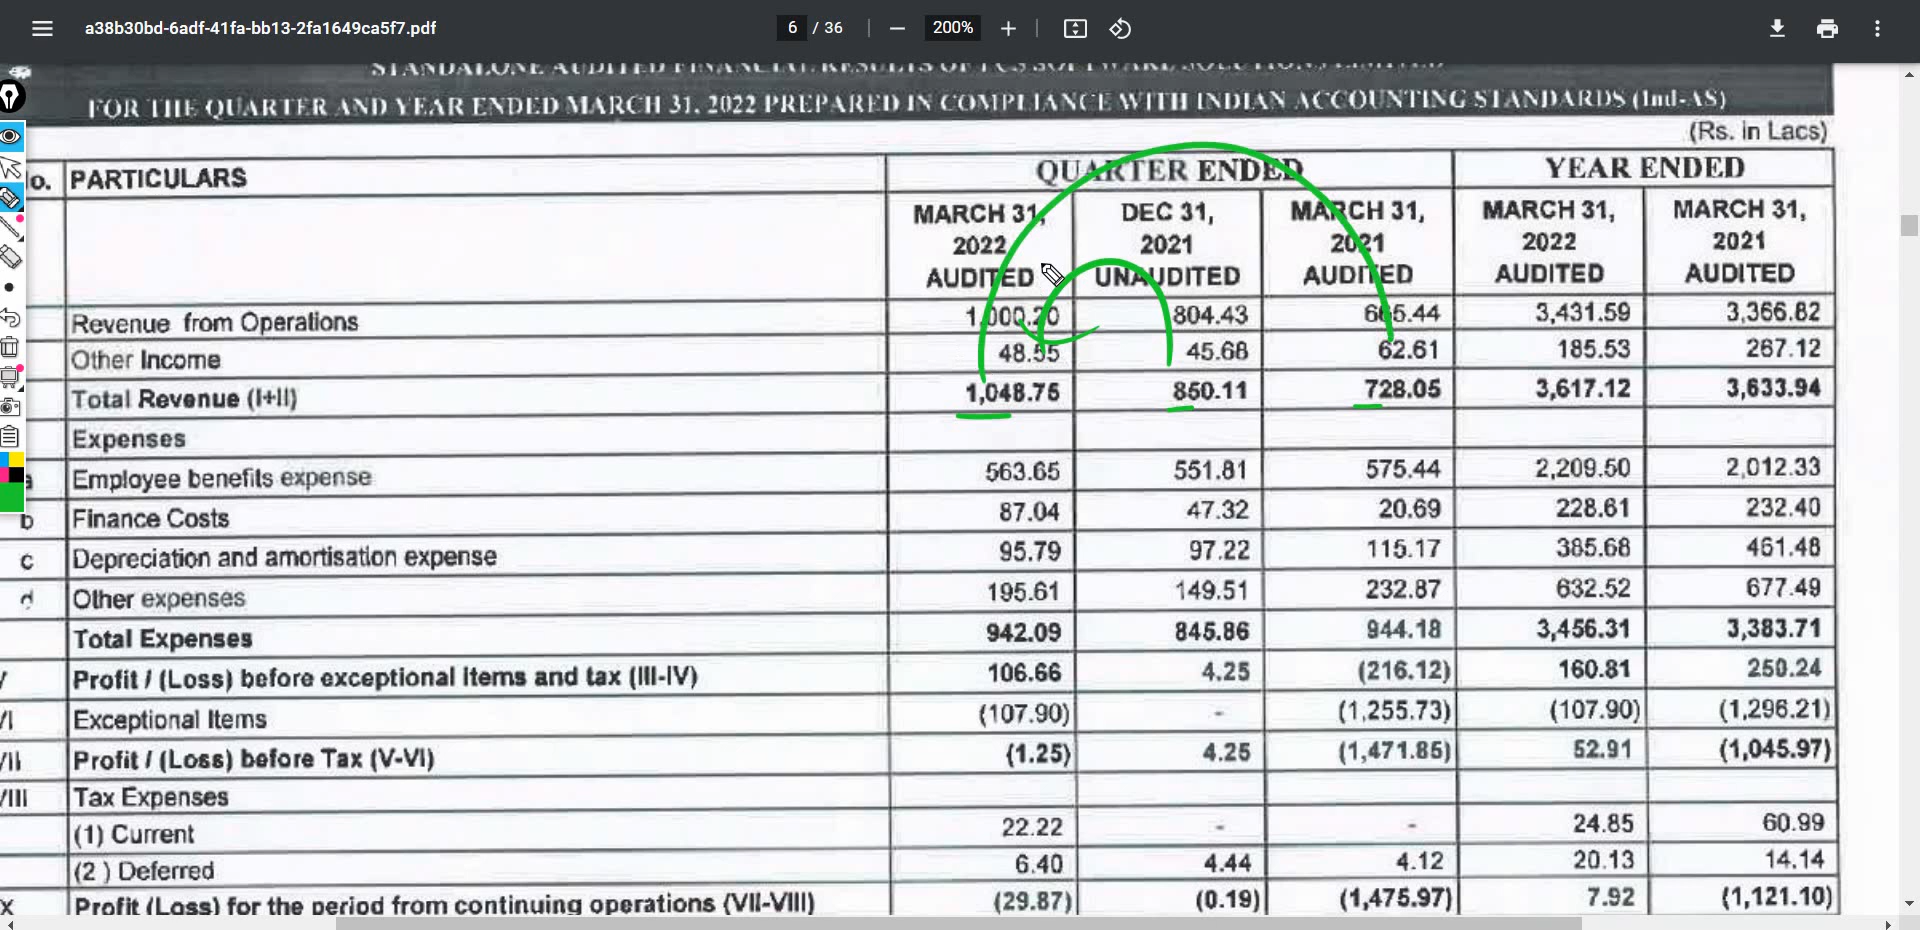 a38b30bd-6adf-41fa-bb13-2fa1649ca5f7.pdf 6 / 36 200%
STANDALONE AUDITED FINANCIAL RESULTS OF FCS SOFTWARE SOLUTIONS LIMITED
FOR THE QUARTER AND YEAR ENDED MARCH 31, 2022 PREPARED IN COMPLIANCE WITH INDIAN ACCOUNTING STANDARDS (Ind-AS)
(Rs. in Lacs)
lo. PARTICULARS QUARTER ENDED YEAR ENDED
MARCH 31, DEC 31, MARCH 31, MARCH 31, MARCH 31,
2022 2021 2021 2022 2021
AUDITED UNAUDITED AUDITED AUDITED AUDITED
Revenue from Operations 1,000.20 804.43 665.44 3,431.59 3,366.82
Other Income 48.55 45.68 62.61 185.53 267.12
Total Revenue (I+II) 1,048.75 850.11 728.05 3,617.12 3,633.94
Expenses
a Employee benefits expense 563.65 551.81 575.44 2,209.50 2,012.33
b Finance Costs 87.04 47.32 20.69 228.61 232.40
c Depreciation and amortisation expense 95.79 97.22 115.17 385.68 461.48
d Other expenses 195.61 149.51 232.87 632.52 677.49
Total Expenses 942.09 845.86 944.18 3,456.31 3,383.71
V Profit / (Loss) before exceptional items and tax (III-IV) 106.66 4.25 (216.12) 160.81 250.24
VI Exceptional Items (107.90) - (1,255.73) (107.90) (1,296.21)
VII Profit / (Loss) before Tax (V-VI) (1.25) 4.25 (1,471.85) 52.91 (1,045.97)
VIII Tax Expenses
(1) Current 22.22 - - 24.85 60.99
(2 ) Deferred 6.40 4.44 4.12 20.13 14.14
X Profit (Loss) for the period from continuing operations (VII-VIII) (29.87) (0.19) (1,475.97) 7.92 (1,121.10)